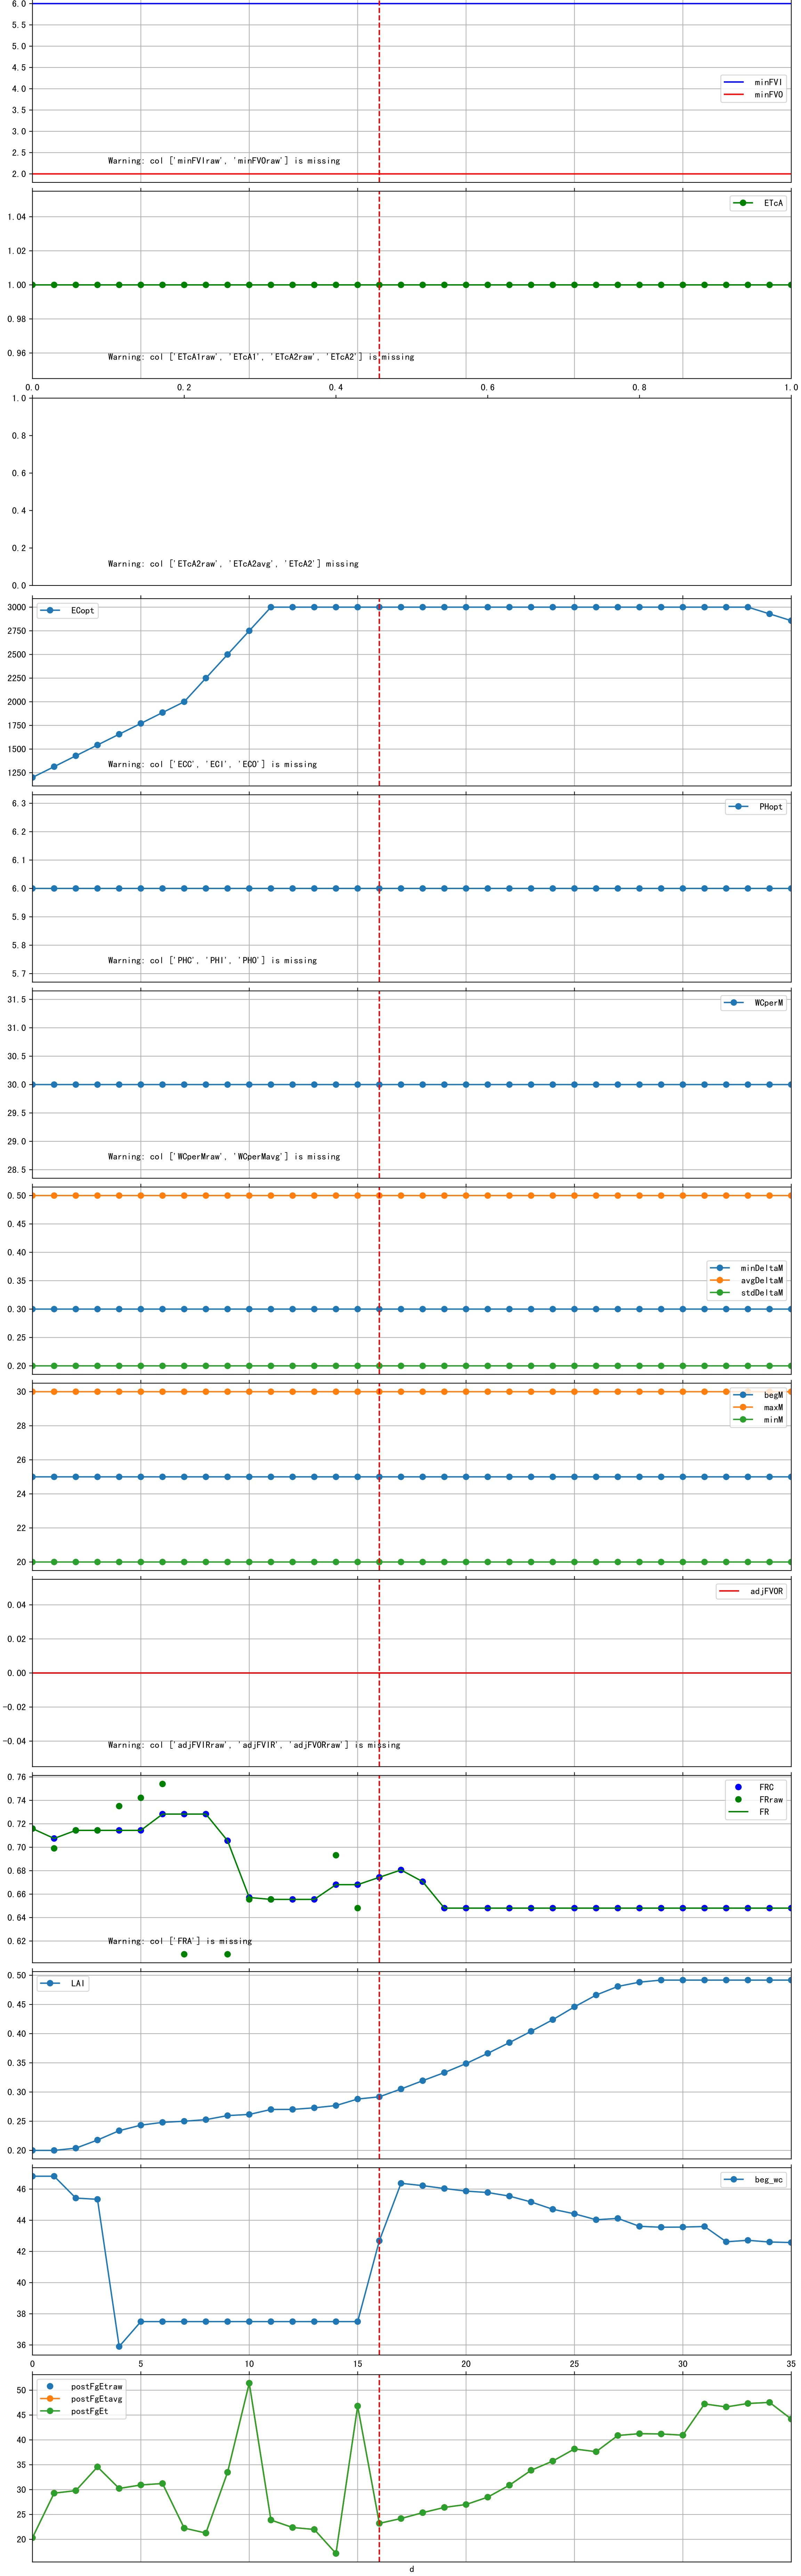 6.0
5.5
5.0
4.5
4.0
3.5
3.0
2.5
2.0
minFVI
minFVO
Warning: col ['minFVIraw', 'minFVOraw'] is missing
1.04
1.02
1.00
0.98
0.96
ETcA
Warning: col ['ETcA1raw', 'ETcA1', 'ETcA2raw', 'ETcA2'] is missing
0.0 0.2 0.4 0.6 0.8 1.0
1.0
0.8
0.6
0.4
0.2
0.0
Warning: col ['ETcA2raw', 'ETcA2avg', 'ETcA2'] missing
3000
2750
2500
2250
2000
1750
1500
1250
ECopt
Warning: col ['ECC', 'ECI', 'ECO'] is missing
6.3
6.2
6.1
6.0
5.9
5.8
5.7
PHopt
Warning: col ['PHC', 'PHI', 'PHO'] is missing
31.5
31.0
30.5
30.0
29.5
29.0
28.5
WCperM
Warning: col ['WCperMraw', 'WCperMavg'] is missing
0.50
0.45
0.40
0.35
0.30
0.25
0.20
minDeltaM
avgDeltaM
stdDeltaM
30
28
26
24
22
20
begM
maxM
minM
0.04
0.02
0.00
-0.02
-0.04
adjFVOR
Warning: col ['adjFVIRraw', 'adjFVIR', 'adjFVORraw'] is missing
0.76
0.74
0.72
0.70
0.68
0.66
0.64
0.62
FRC
FRraw
FR
Warning: col ['FRA'] is missing
0.50
0.45
0.40
0.35
0.30
0.25
0.20
LAI
46
44
42
40
38
36
beg_wc
0 5 10 15 20 25 30 35
50
45
40
35
30
25
20
postFgEtraw
postFgEtavg
postFgEt
d